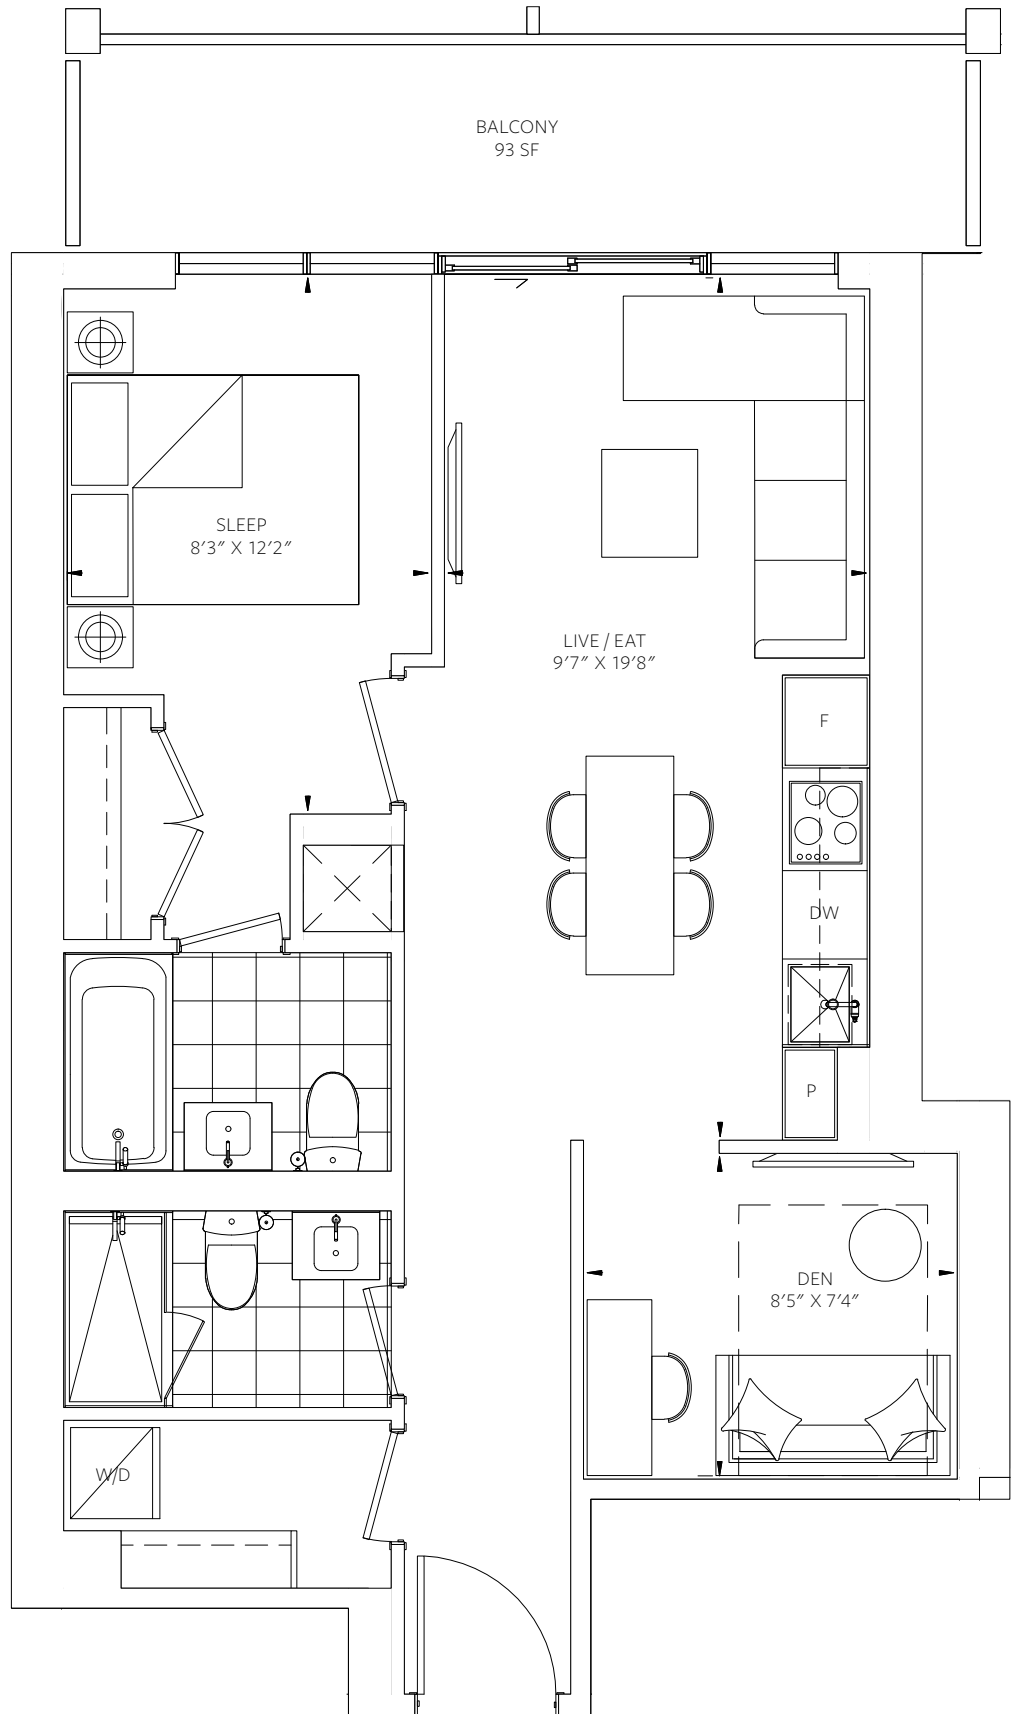 BALCONY
93 SF
SLEEP
8′3″ X 12′2″
LIVE / EAT
9′7″ X 19′8″
F
DW
P
DEN
8′5″ X 7′4″
W/D